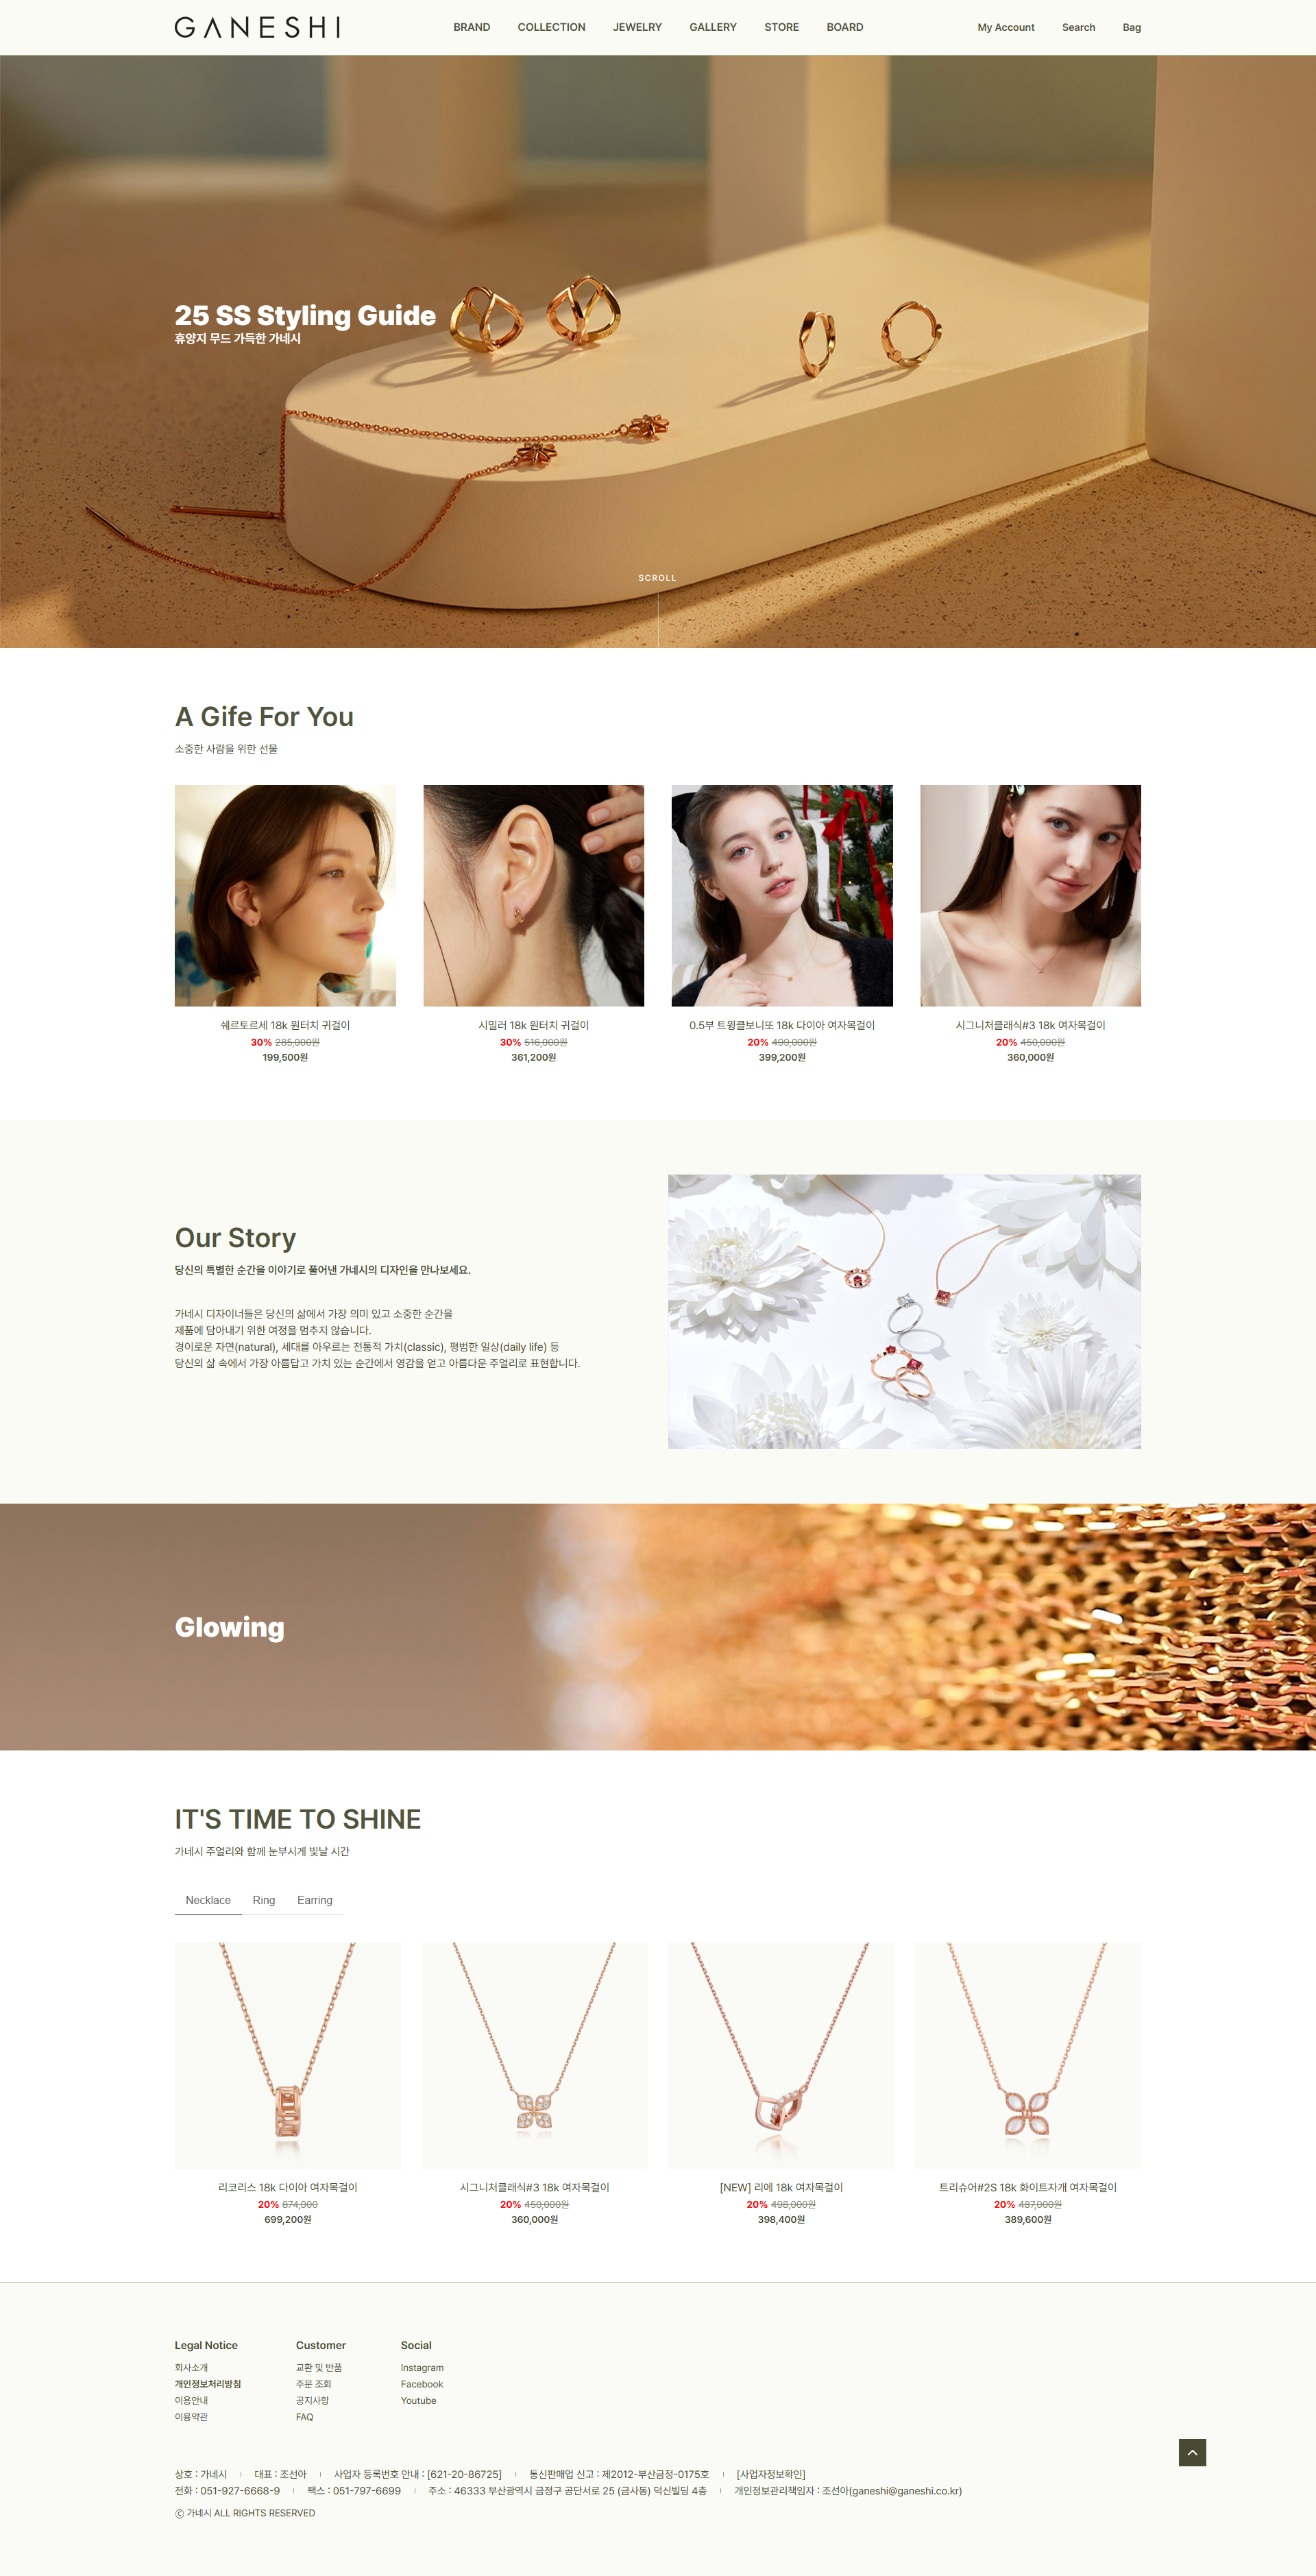 GANESHI
BRAND COLLECTION JEWELRY GALLERY STORE BOARD
My Account Search Bag
25 SS Styling Guide
휴양지 무드 가득한 가네시
SCROLL
A Gife For You
소중한 사람을 위한 선물
쉐르토르세 18k 원터치 귀걸이
30% 285,000원
199,500원
시밀러 18k 원터치 귀걸이
30% 516,000원
361,200원
0.5부 트윙클보니또 18k 다이아 여자목걸이
20% 499,000원
399,200원
시그니처클래식#3 18k 여자목걸이
20% 450,000원
360,000원
Our Story
당신의 특별한 순간을 이야기로 풀어낸 가네시의 디자인을 만나보세요.
가네시 디자이너들은 당신의 삶에서 가장 의미 있고 소중한 순간을
제품에 담아내기 위한 여정을 멈추지 않습니다.
경이로운 자연(natural), 세대를 아우르는 전통적 가치(classic), 평범한 일상(daily life) 등
당신의 삶 속에서 가장 아름답고 가치 있는 순간에서 영감을 얻고 아름다운 주얼리로 표현합니다.
Glowing
IT'S TIME TO SHINE
가네시 주얼리와 함께 눈부시게 빛날 시간
Necklace Ring Earring
리코리스 18k 다이아 여자목걸이
20% 874,000
699,200원
시그니처클래식#3 18k 여자목걸이
20% 450,000원
360,000원
[NEW] 리에 18k 여자목걸이
20% 498,000원
398,400원
트리슈어#2S 18k 화이트자개 여자목걸이
20% 487,000원
389,600원
Legal Notice
회사소개
개인정보처리방침
이용안내
이용약관
Customer
교환 및 반품
주문 조회
공지사항
FAQ
Social
Instagram
Facebook
Youtube
상호 : 가네시 대표 : 조선아 사업자 등록번호 안내 : [621-20-86725] 통신판매업 신고 : 제2012-부산금정-0175호 [사업자정보확인]
전화 : 051-927-6668-9 팩스 : 051-797-6699 주소 : 46333 부산광역시 금정구 공단서로 25 (금사동) 덕신빌딩 4층 개인정보관리책임자 : 조선아(ganeshi@ganeshi.co.kr)
ⓒ 가네시 ALL RIGHTS RESERVED